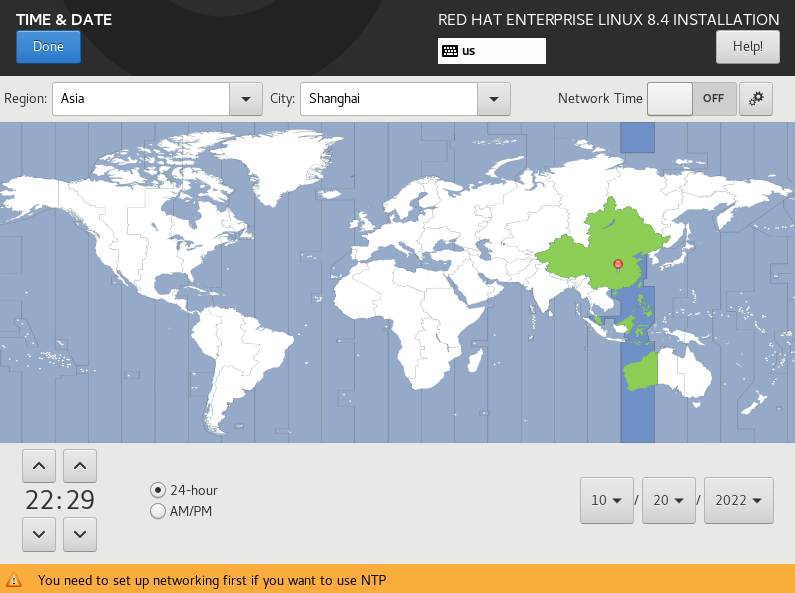 TIME & DATE
RED HAT ENTERPRISE LINUX 8.4 INSTALLATION
Done
us
Help!
Region: Asia City: Shanghai Network Time OFF
22:29
24-hour
AM/PM
10 / 20 / 2022
You need to set up networking first if you want to use NTP